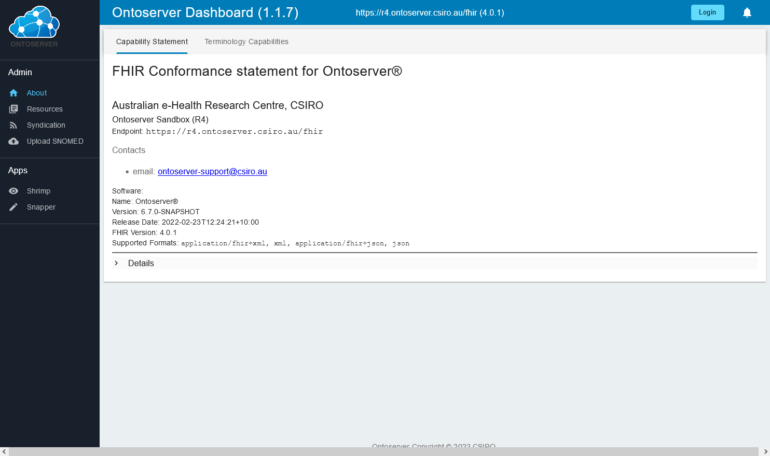 Ontoserver Dashboard (1.1.7)
https://r4.ontoserver.csiro.au/fhir (4.0.1)
Login
ONTOSERVER
Capability Statement
Terminology Capabilities
Admin
About
Resources
Syndication
Upload SNOMED
Apps
Shrimp
Snapper
FHIR Conformance statement for Ontoserver®
Australian e-Health Research Centre, CSIRO
Ontoserver Sandbox (R4)
Endpoint: https://r4.ontoserver.csiro.au/fhir
Contacts
• email: ontoserver-support@csiro.au
Software:
Name: Ontoserver®
Version: 6.7.0-SNAPSHOT
Release Date: 2022-02-23T12:24:21+10:00
FHIR Version: 4.0.1
Supported Formats: application/fhir+xml, xml, application/fhir+json, json
Details
Ontoserver Copyright © 2023 CSIRO